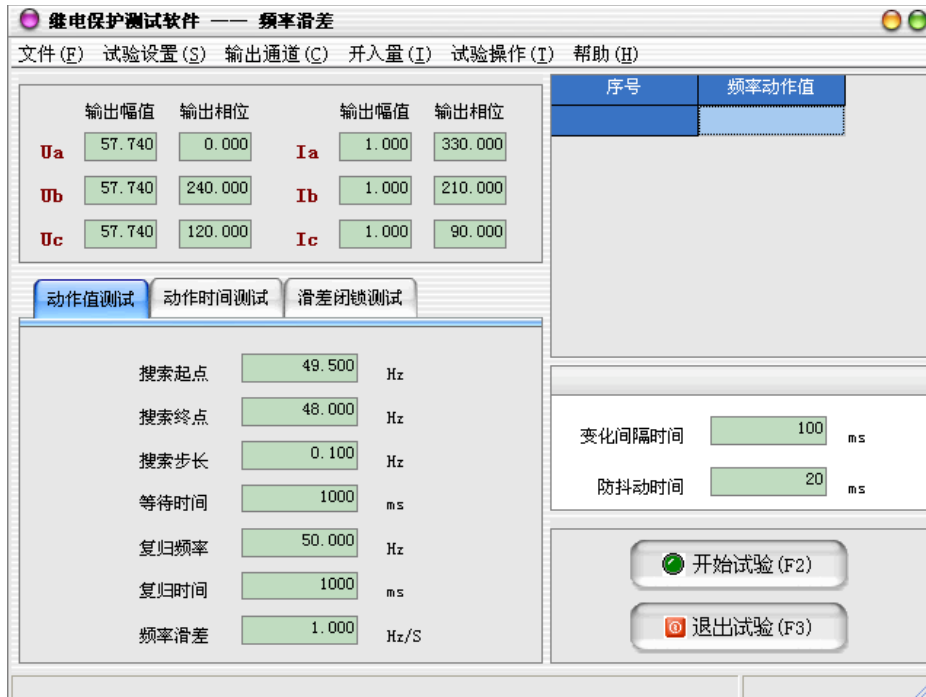 继电保护测试软件 —— 频率滑差
文件(F) 试验设置(S) 输出通道(C) 开入量(I) 试验操作(T) 帮助(H)
输出幅值 输出相位 输出幅值 输出相位
Ua 57.740 0.000 Ia 1.000 330.000
Ub 57.740 240.000 Ib 1.000 210.000
Uc 57.740 120.000 Ic 1.000 90.000
序号 频率动作值
动作值测试 动作时间测试 滑差闭锁测试
搜索起点 49.500 Hz
搜索终点 48.000 Hz
搜索步长 0.100 Hz
等待时间 1000 ms
复归频率 50.000 Hz
复归时间 1000 ms
频率滑差 1.000 Hz/S
变化间隔时间 100 ms
防抖动时间 20 ms
开始试验(F2)
退出试验(F3)